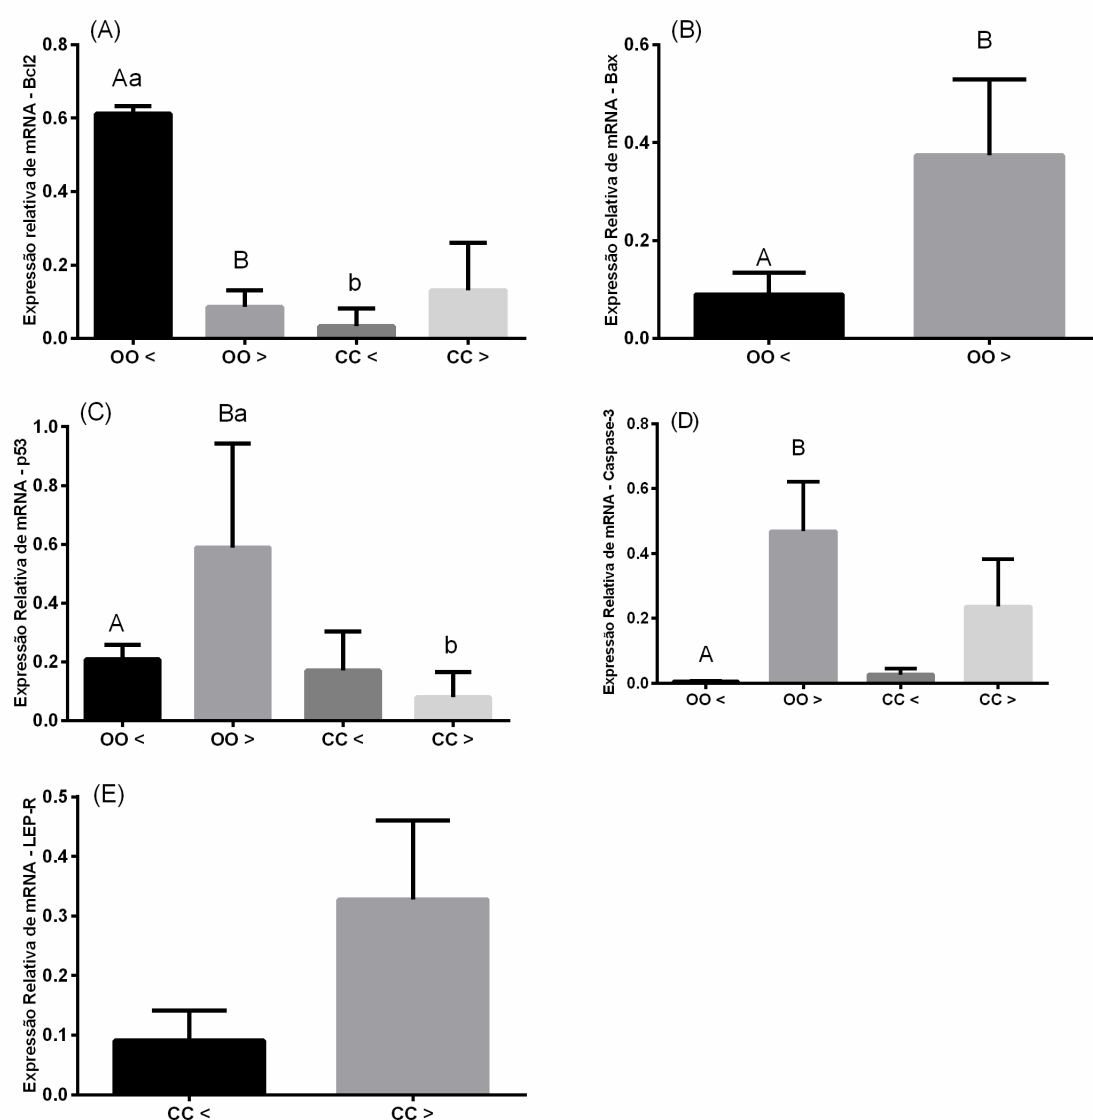 (A)
Expressão relativa de mRNA - Bcl2
0.8
0.6
0.4
0.2
0.0
Aa
B
b
OO <
OO >
CC <
CC >
(B)
Expressão Relativa de mRNA - Bax
0.6
0.4
0.2
0.0
A
B
OO <
OO >
(C)
Expressão Relativa de mRNA - p53
1.0
0.8
0.6
0.4
0.2
0.0
A
Ba
b
OO <
OO >
CC <
CC >
(D)
Expressão Relativa de mRNA - Caspase-3
0.8
0.6
0.4
0.2
0.0
A
B
OO <
OO >
CC <
CC >
(E)
Expressão Relativa de mRNA - LEP-R
0.5
0.4
0.3
0.2
0.1
0.0
CC <
CC >